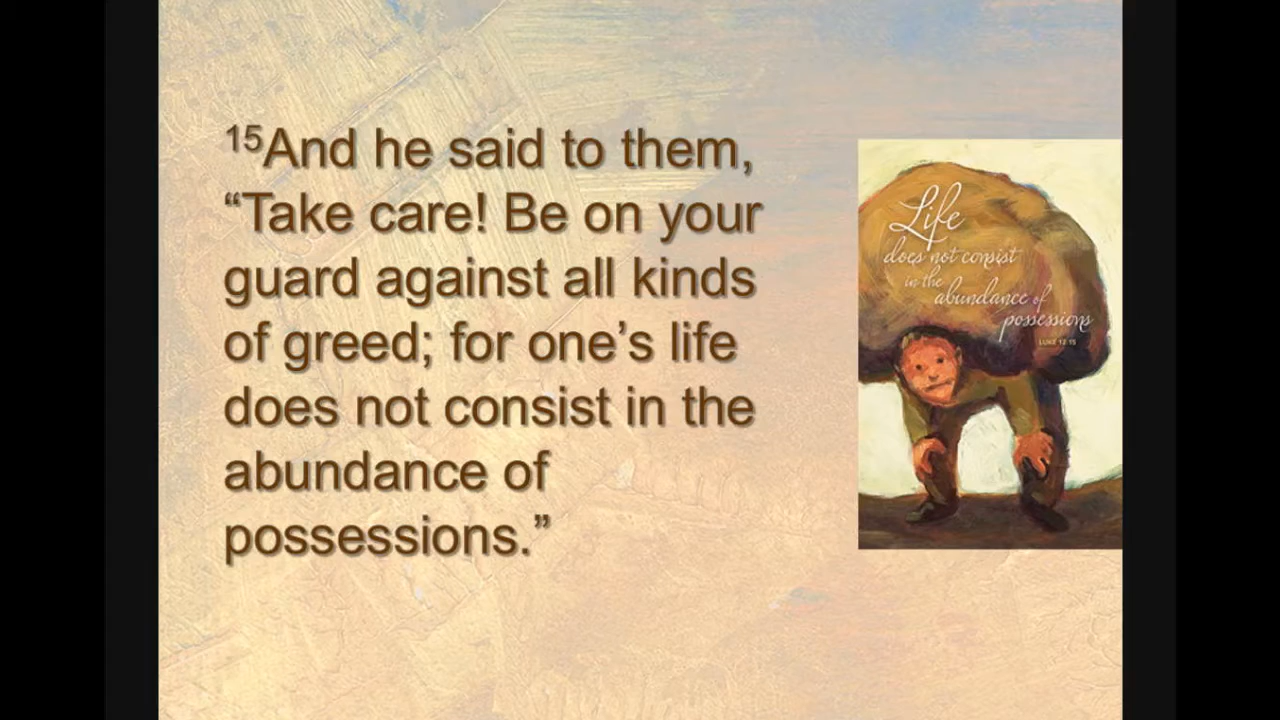 15And he said to them,
“Take care! Be on your
guard against all kinds
of greed; for one’s life
does not consist in the
abundance of
possessions.”
Life
does not consist
in the
abundance of
possessions
LUKE 12:15